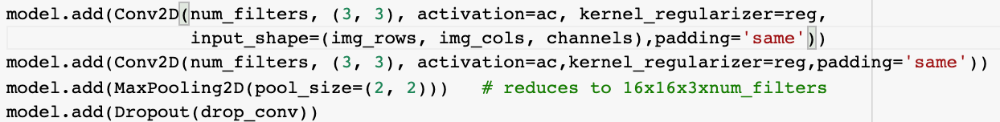 model.add(Conv2D(num_filters, (3, 3), activation=ac, kernel_regularizer=reg,
input_shape=(img_rows, img_cols, channels),padding='same'))
model.add(Conv2D(num_filters, (3, 3), activation=ac,kernel_regularizer=reg,padding='same'))
model.add(MaxPooling2D(pool_size=(2, 2)))   # reduces to 16x16x3xnum_filters
model.add(Dropout(drop_conv))